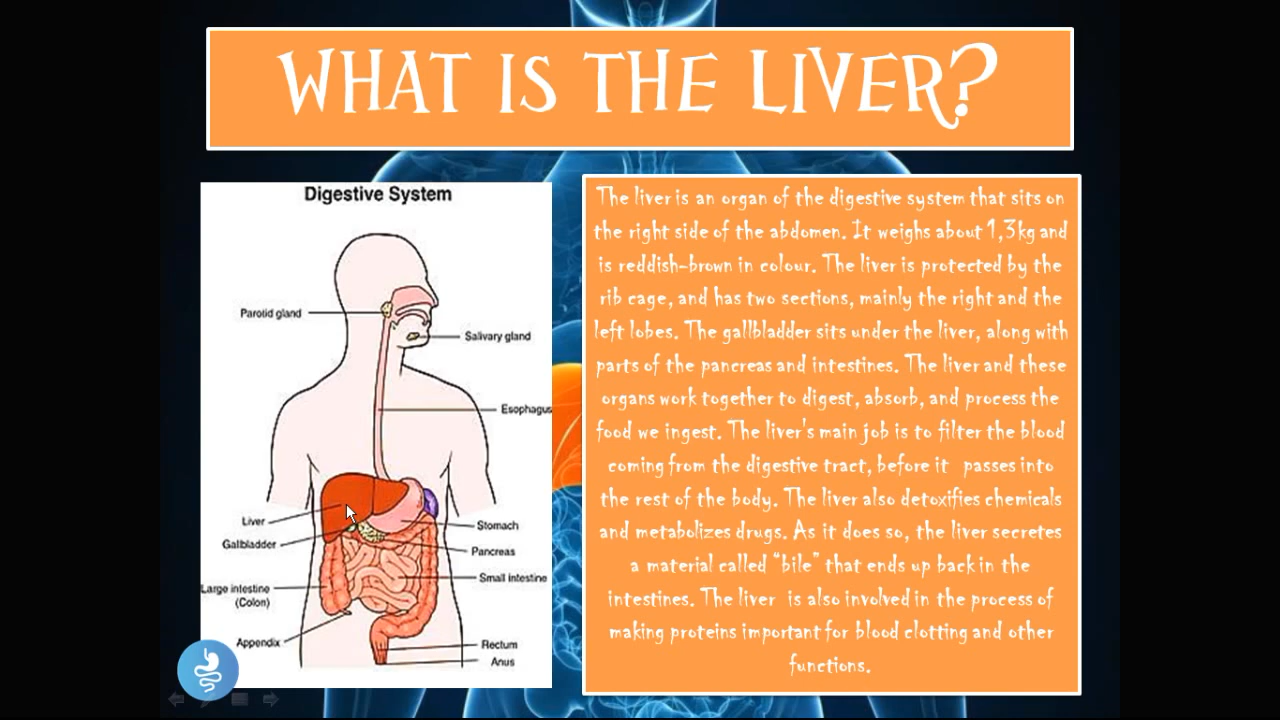 WHAT IS THE LIVER?
Digestive System
Parotid gland
Salivary gland
Esophagus
Liver
Gallbladder
Large intestine
(Colon)
Appendix
Stomach
Pancreas
Small intestine
Rectum
Anus
The liver is an organ of the digestive system that sits on
the right side of the abdomen. It weighs about 1,3kg and
is reddish-brown in colour. The liver is protected by the
rib cage, and has two sections, mainly the right and the
left lobes. The gallbladder sits under the liver, along with
parts of the pancreas and intestines. The liver and these
organs work together to digest, absorb, and process the
food we ingest. The liver's main job is to filter the blood
coming from the digestive tract, before it passes into
the rest of the body. The liver also detoxifies chemicals
and metabolizes drugs. As it does so, the liver secretes
a material called “bile” that ends up back in the
intestines. The liver is also involved in the process of
making proteins important for blood clotting and other
functions.